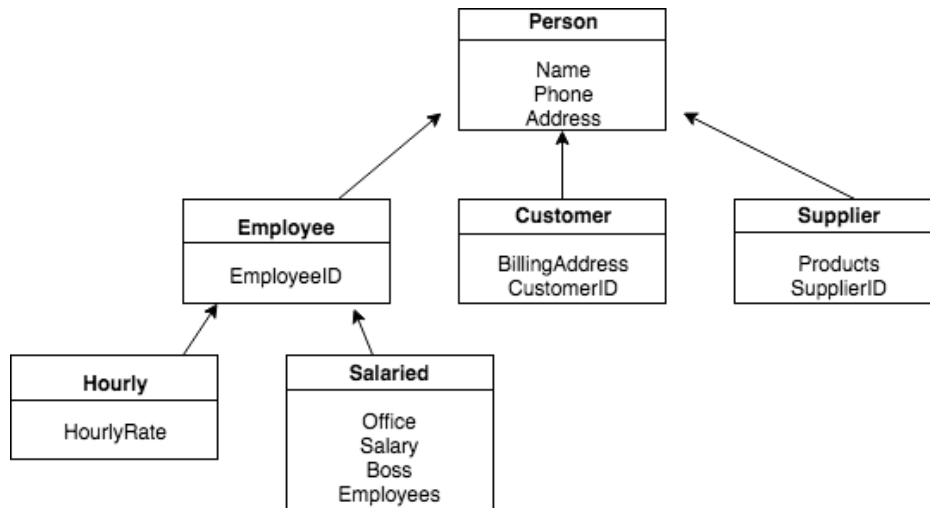 Person
Name
Phone
Address
Employee
EmployeeID
Customer
BillingAddress
CustomerID
Supplier
Products
SupplierID
Hourly
HourlyRate
Salaried
Office
Salary
Boss
Employees